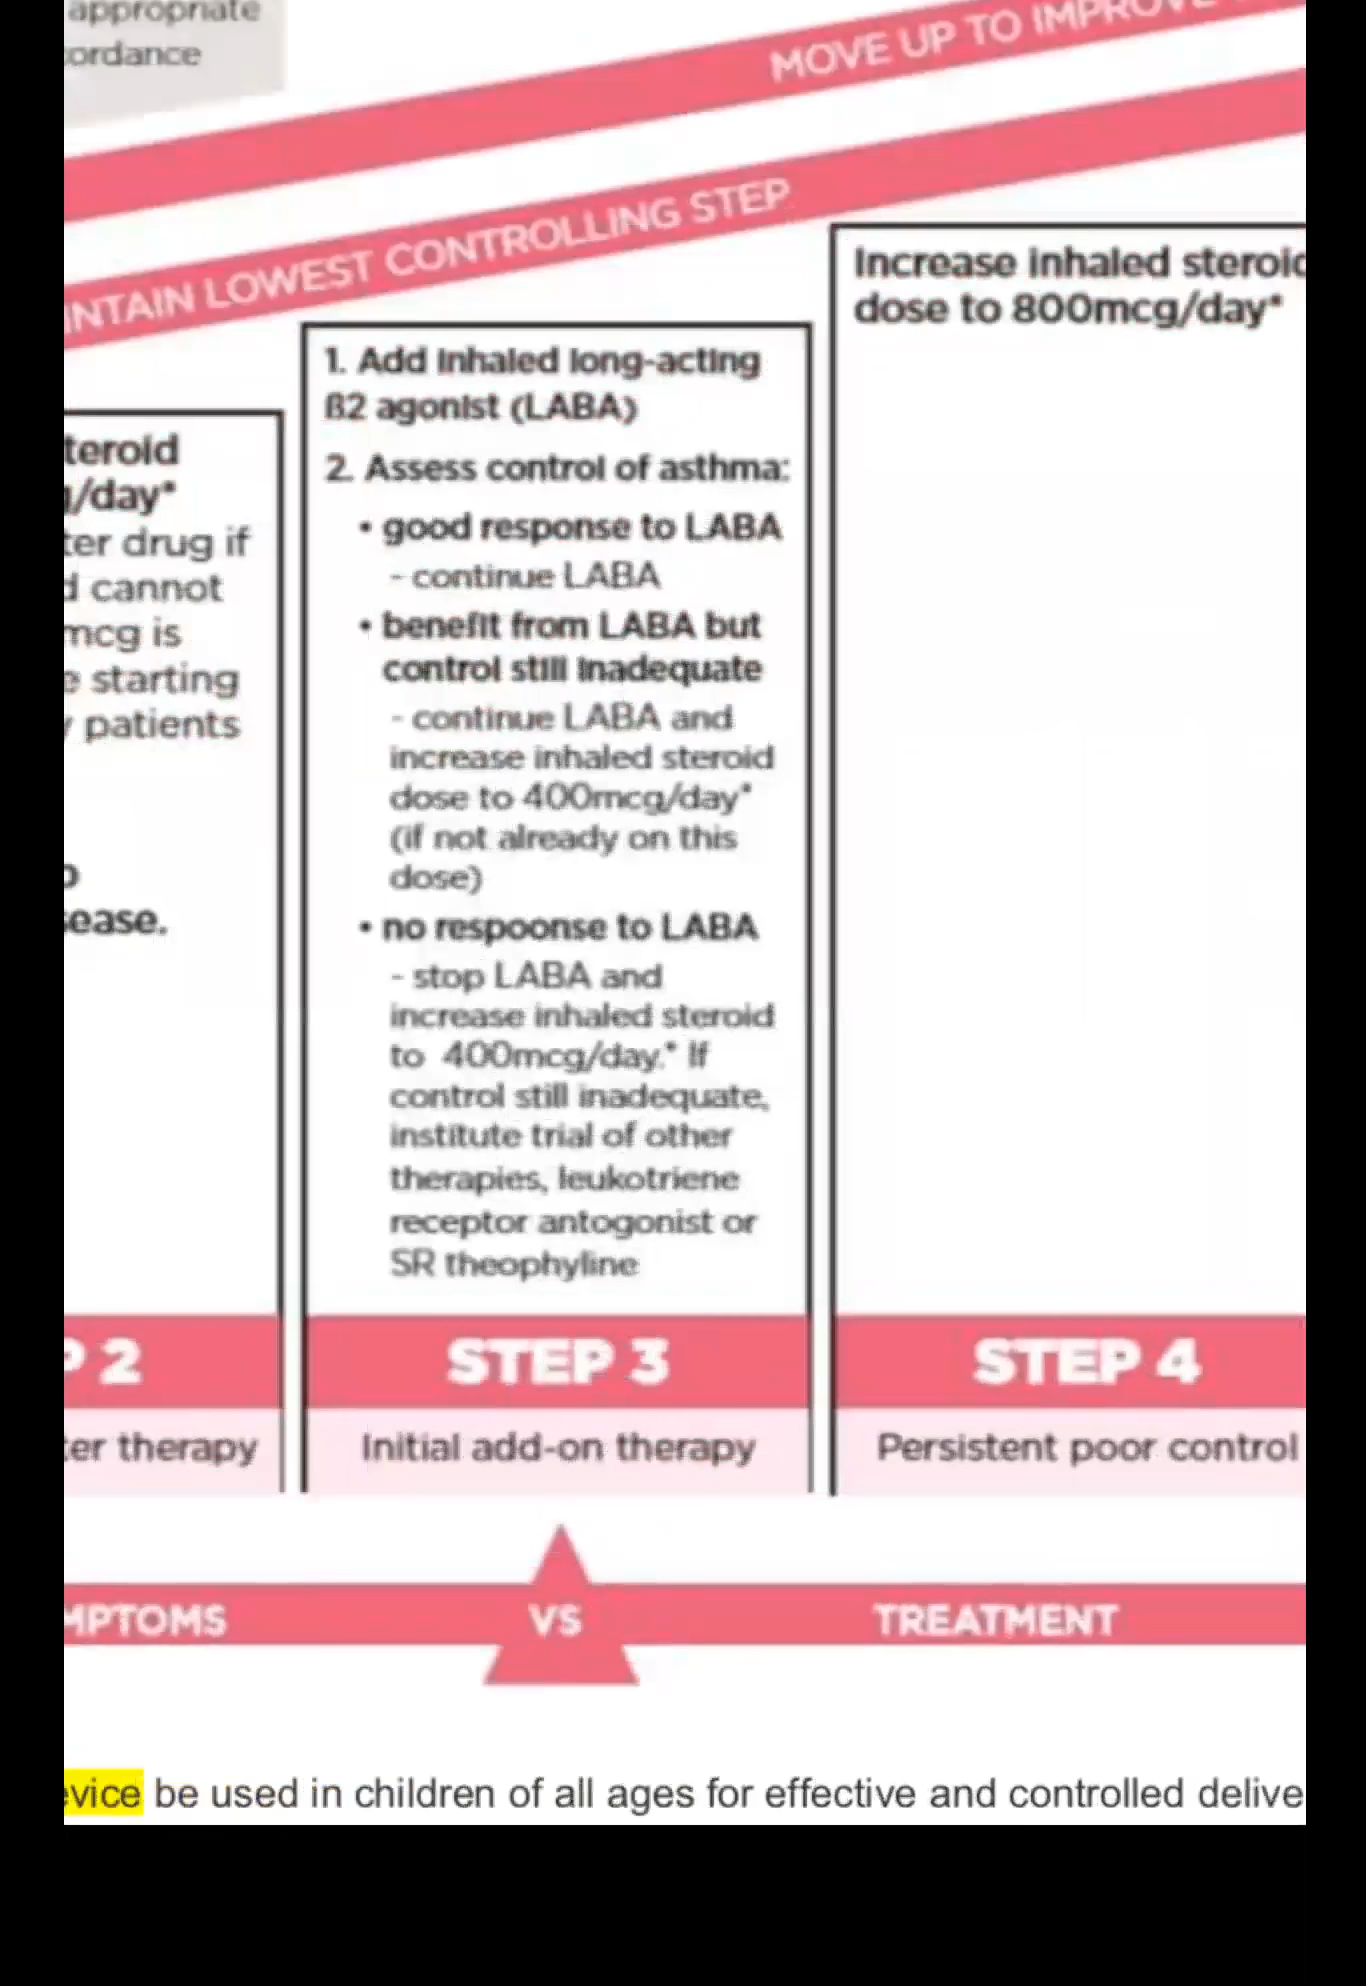 appropriate
cordance
MOVE UP TO IMPROVE
NTAIN LOWEST CONTROLLING STEP
teroid
g/day*
ter drug if
d cannot
mcg is
e starting
y patients
o
sease.
P 2
ter therapy
1. Add inhaled long-acting
ß2 agonist (LABA)
2. Assess control of asthma:
• good response to LABA
- continue LABA
• benefit from LABA but
control still inadequate
- continue LABA and
increase inhaled steroid
dose to 400mcg/day*
(if not already on this
dose)
• no respoonse to LABA
- stop LABA and
increase inhaled steroid
to 400mcg/day.* If
control still inadequate,
institute trial of other
therapies, leukotriene
receptor antogonist or
SR theophyline
STEP 3
Initial add-on therapy
Increase inhaled steroid
dose to 800mcg/day*
STEP 4
Persistent poor control
MPTOMS
VS
TREATMENT
evice be used in children of all ages for effective and controlled delive